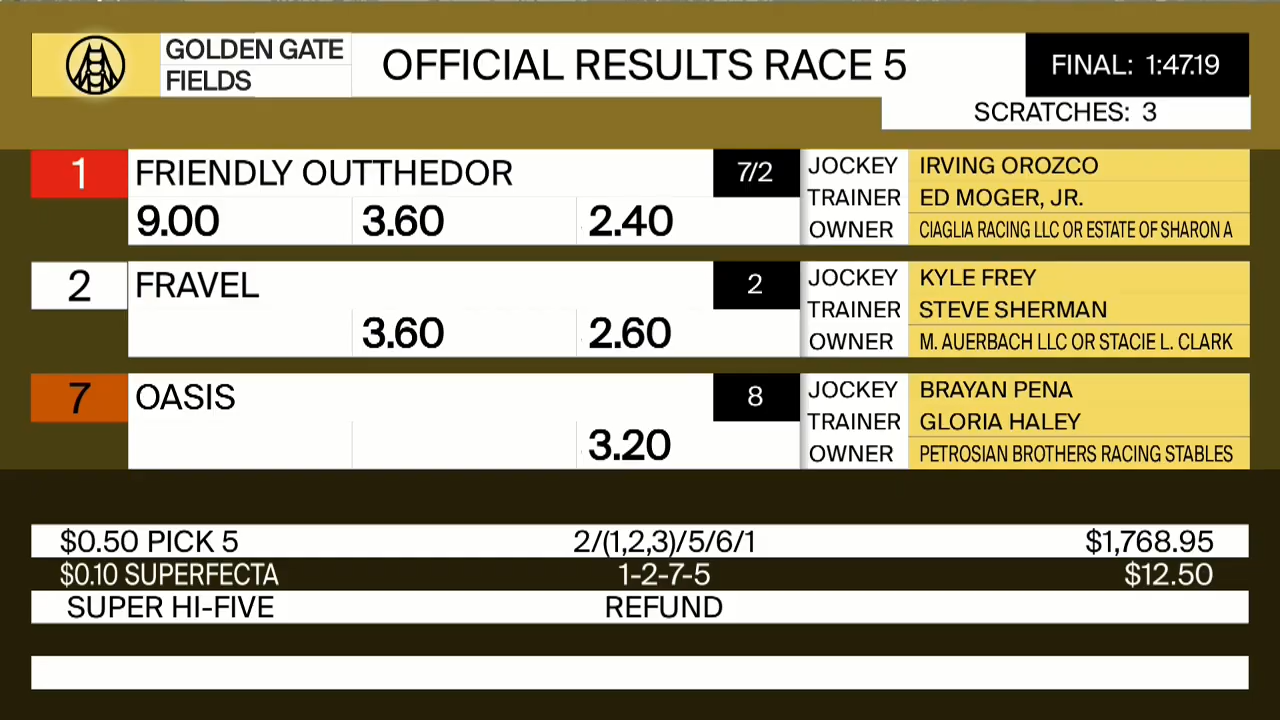 GOLDEN GATE
FIELDS
OFFICIAL RESULTS RACE 5
FINAL: 1:47.19
SCRATCHES: 3
1 FRIENDLY OUTTHEDOR 7/2
9.00 3.60 2.40
JOCKEY IRVING OROZCO
TRAINER ED MOGER, JR.
OWNER CIAGLIA RACING LLC OR ESTATE OF SHARON A
2 FRAVEL 2
3.60 2.60
JOCKEY KYLE FREY
TRAINER STEVE SHERMAN
OWNER M. AUERBACH LLC OR STACIE L. CLARK
7 OASIS 8
3.20
JOCKEY BRAYAN PENA
TRAINER GLORIA HALEY
OWNER PETROSIAN BROTHERS RACING STABLES
$0.50 PICK 5 2/(1,2,3)/5/6/1 $1,768.95
$0.10 SUPERFECTA 1-2-7-5 $12.50
SUPER HI-FIVE REFUND